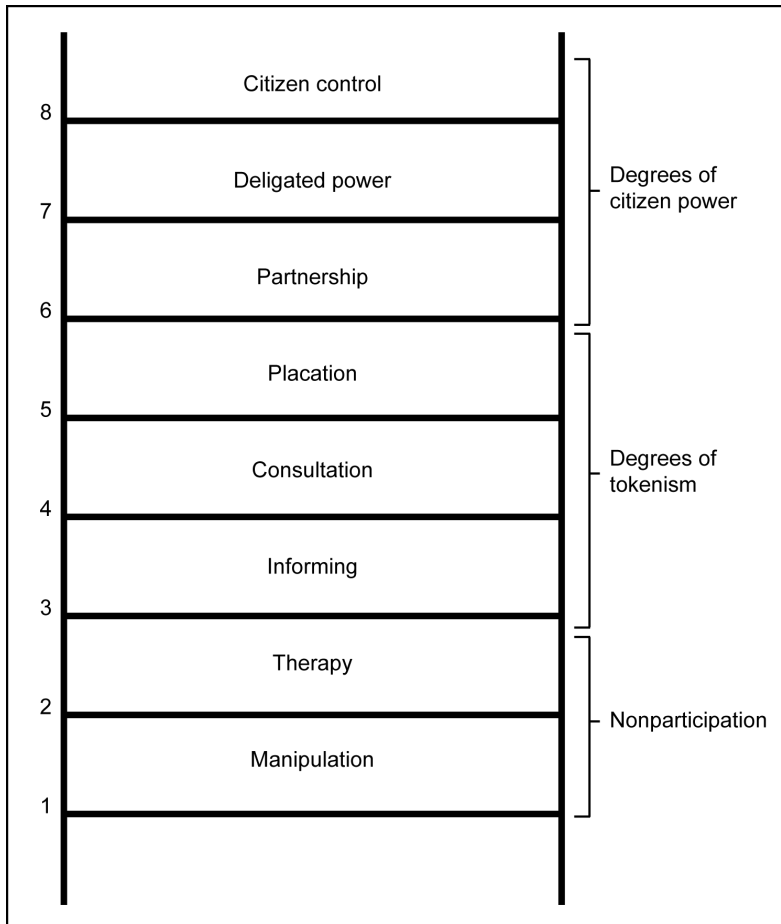 Citizen control
8
Deligated power
7
Degrees of
citizen power
Partnership
6
Placation
5
Consultation
Degrees of
tokenism
4
Informing
3
Therapy
2
Nonparticipation
Manipulation
1